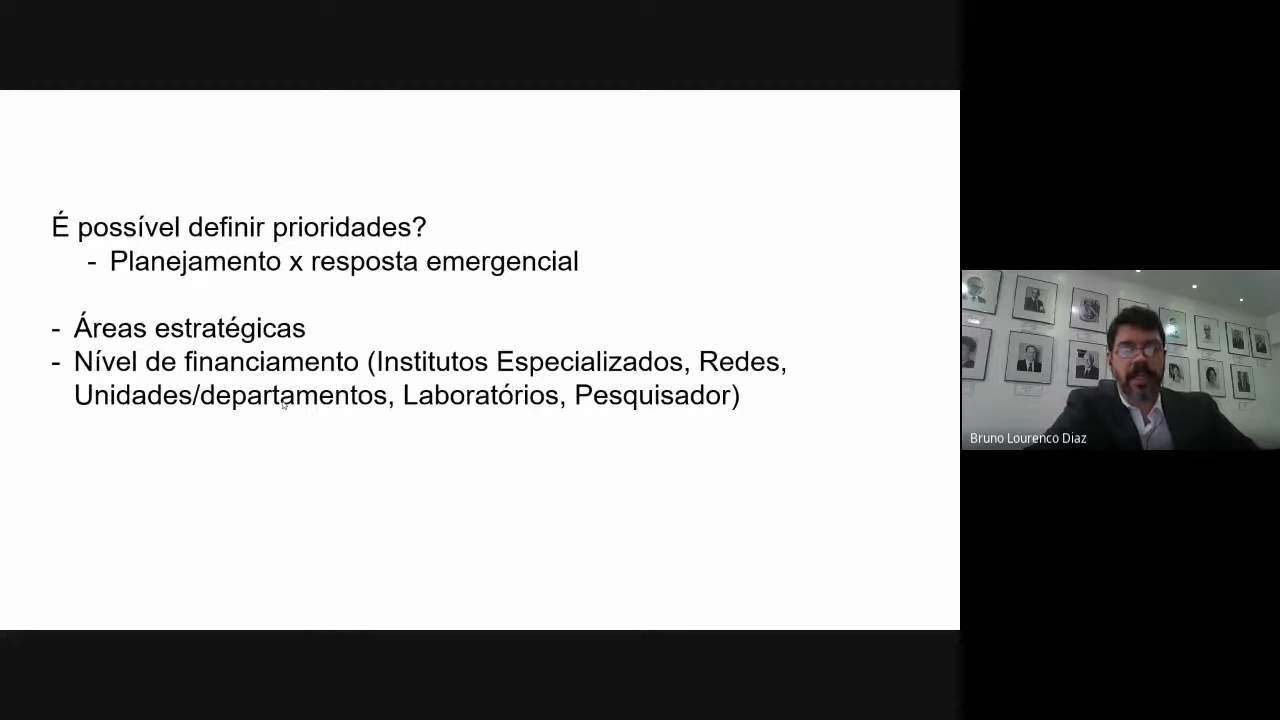 É possível definir prioridades?
- Planejamento x resposta emergencial
- Áreas estratégicas
- Nível de financiamento (Institutos Especializados, Redes,
Unidades/departamentos, Laboratórios, Pesquisador)
Bruno Lourenco Diaz